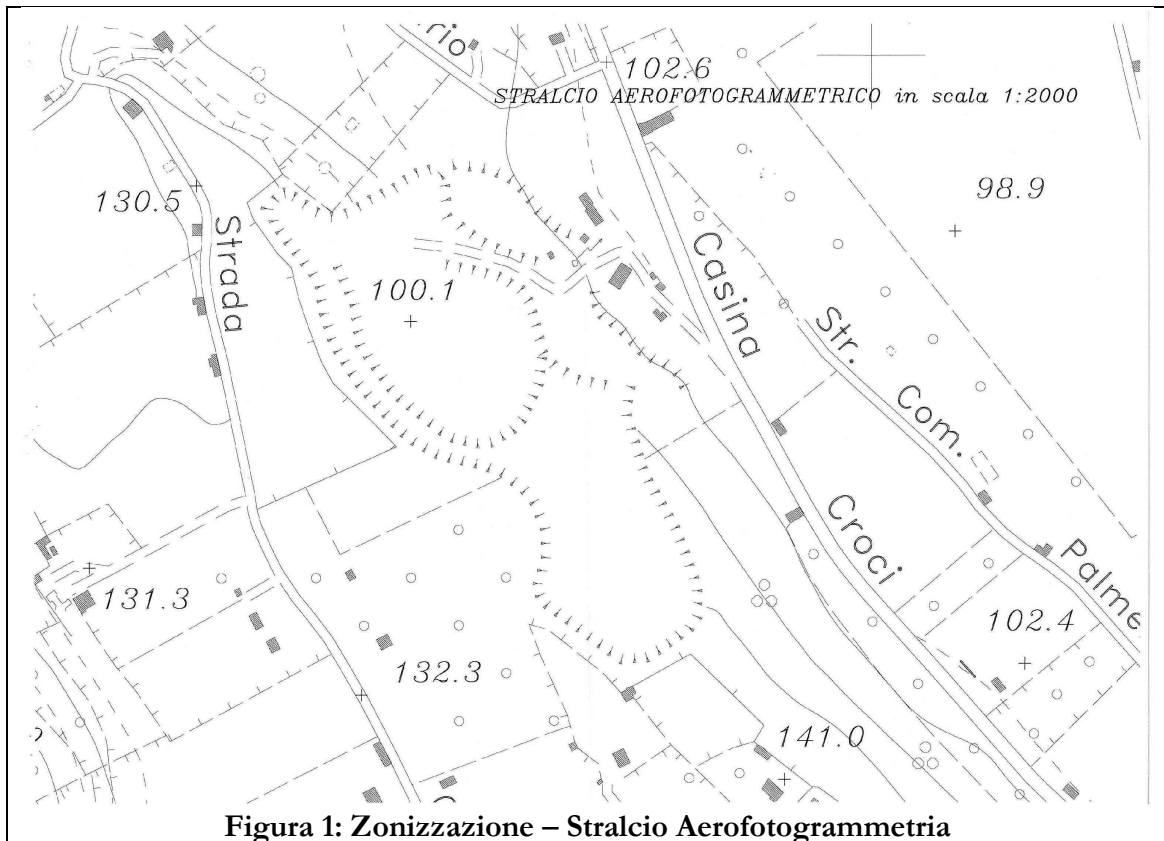 rio
102.6
STRALCIO AEROFOTOGRAMMETRICO in scala 1:2000
130.5
98.9
Strada
Casina
100.1
Str.
Com.
Croci
Palme
131.3
102.4
132.3
141.0
Figura 1: Zonizzazione – Stralcio Aerofotogrammetria